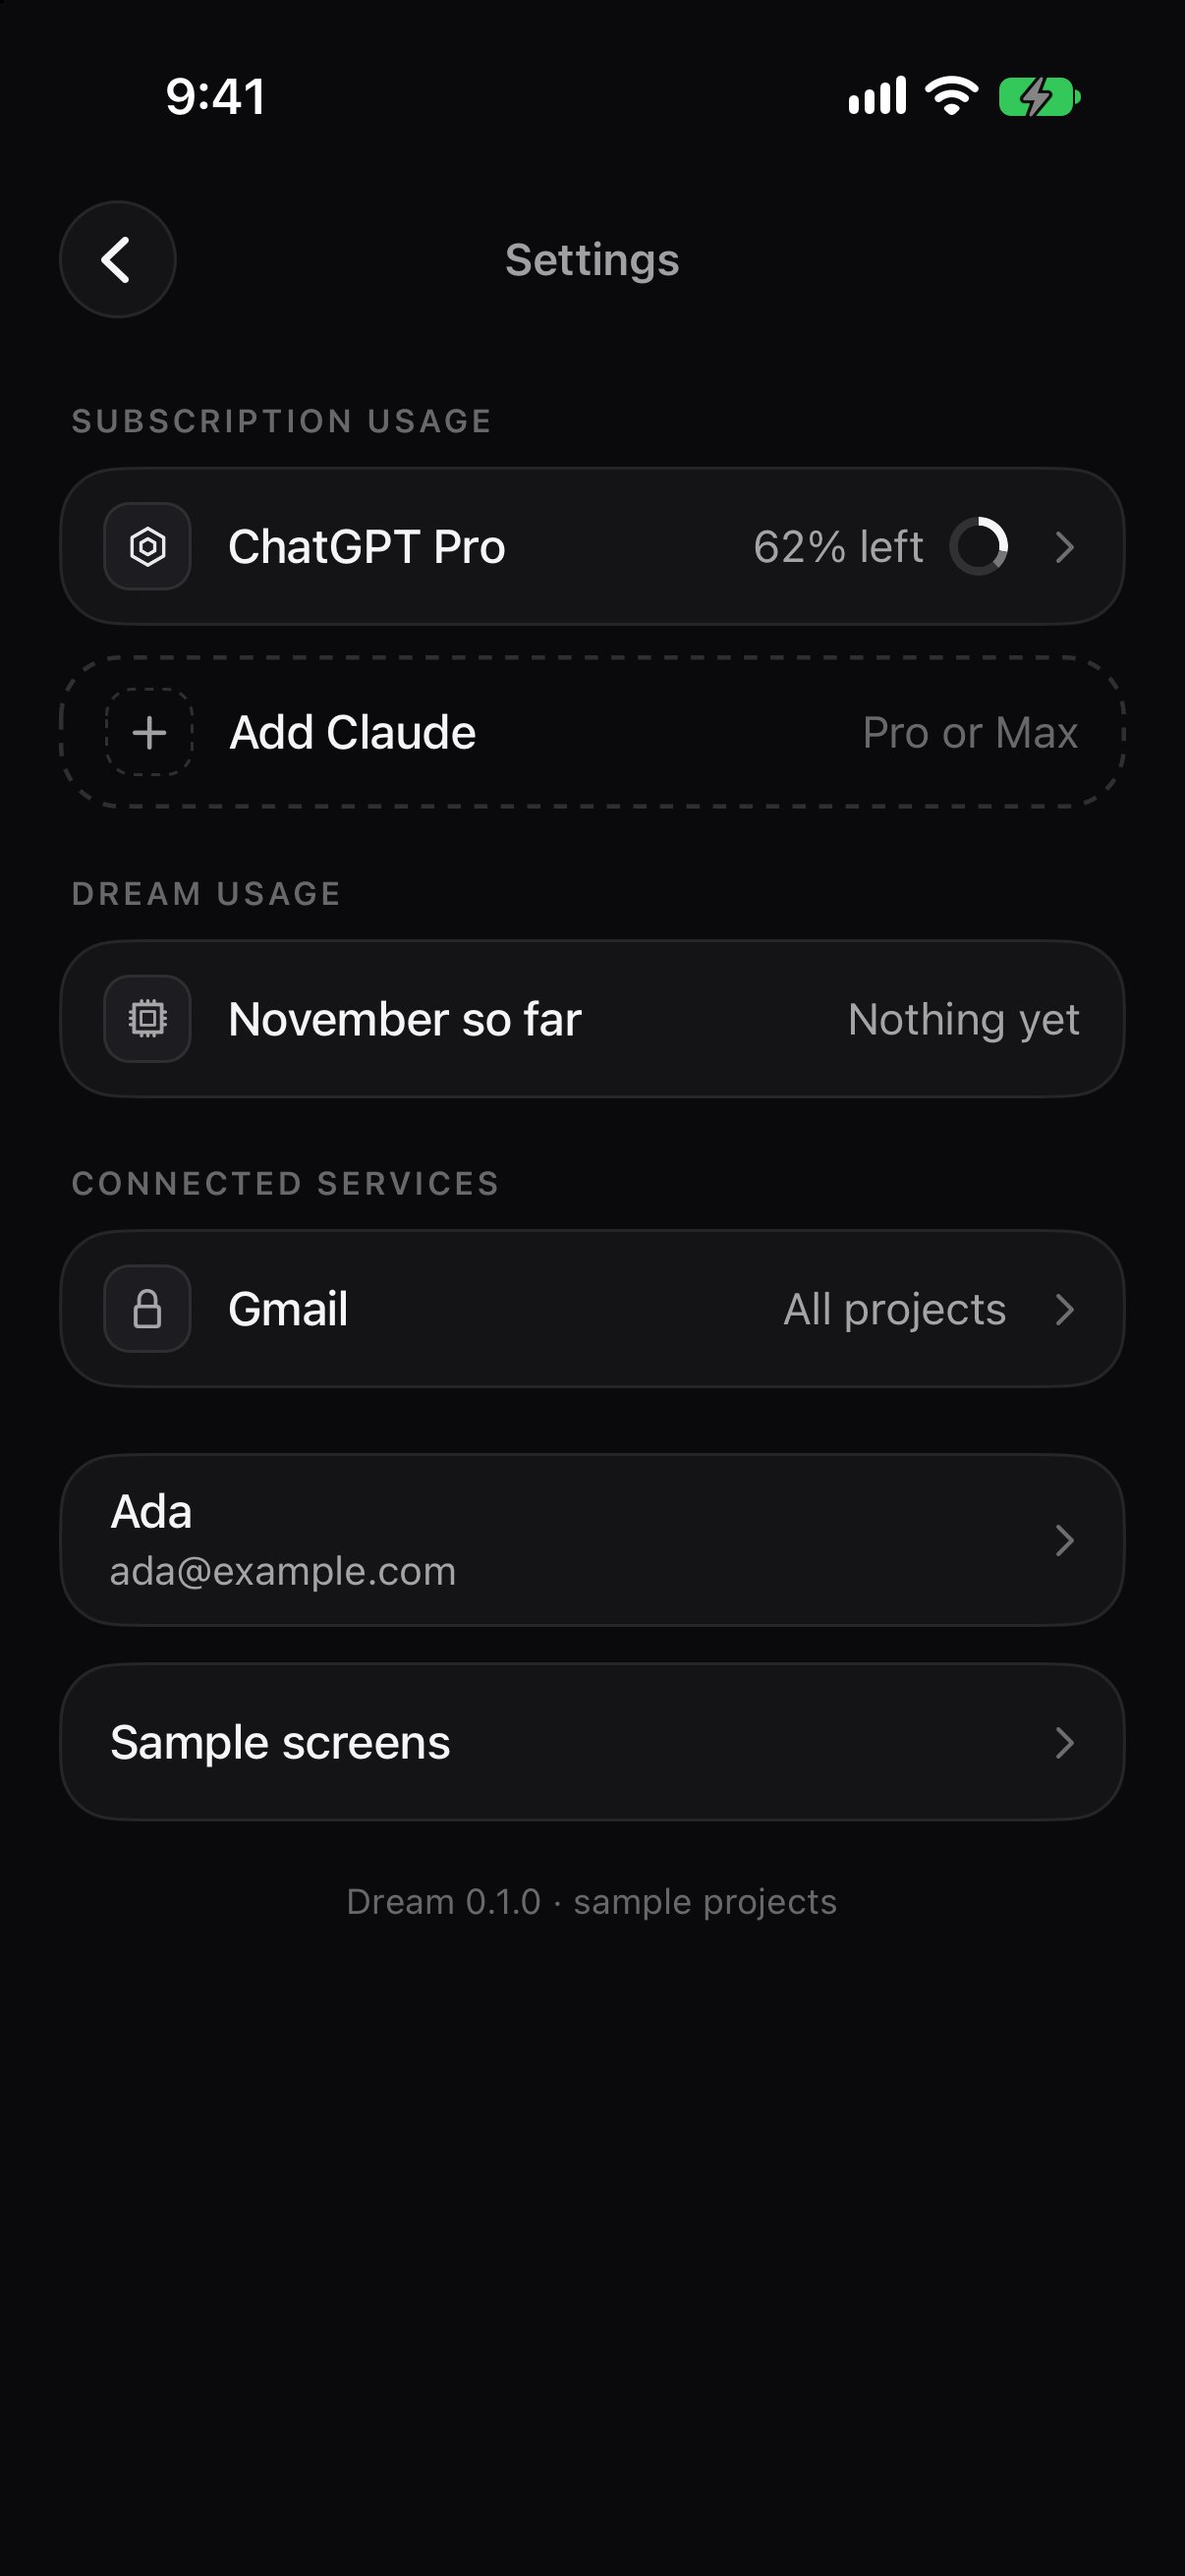 9:41
Settings
SUBSCRIPTION USAGE
ChatGPT Pro 62% left
Add Claude Pro or Max
DREAM USAGE
November so far Nothing yet
CONNECTED SERVICES
Gmail All projects
Ada
ada@example.com
Sample screens
Dream 0.1.0 · sample projects